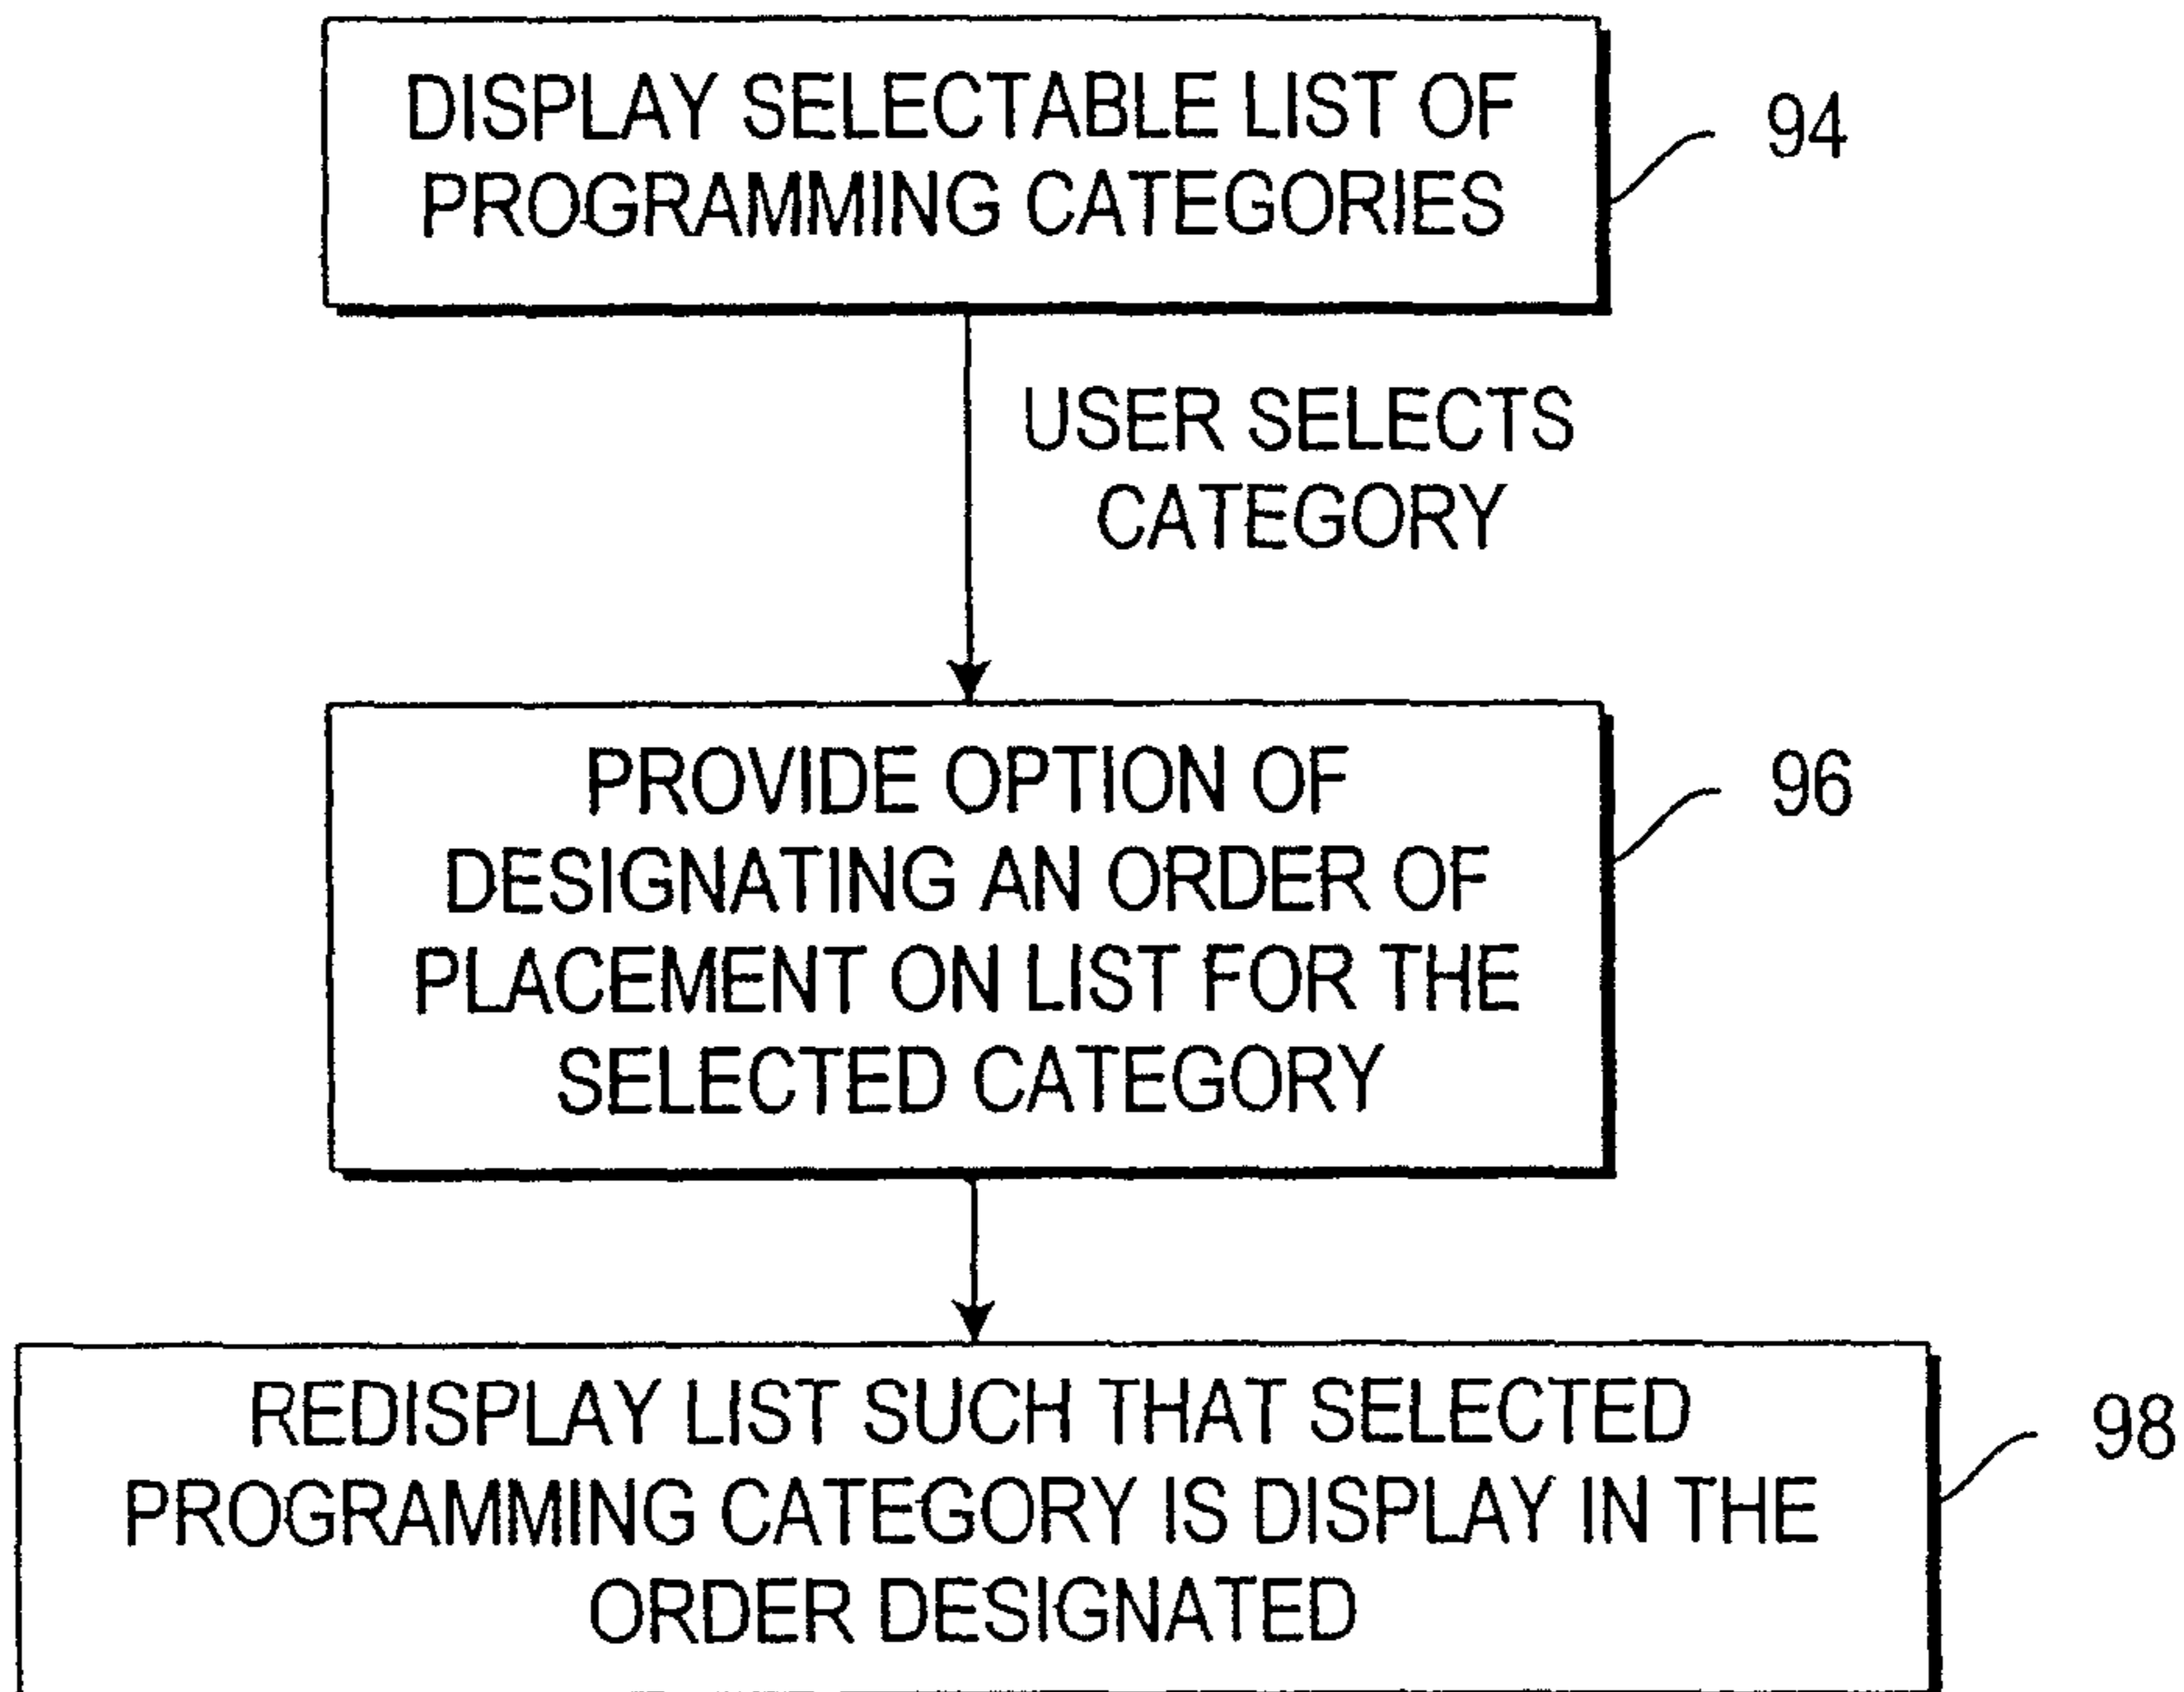 DISPLAY SELECTABLE LIST OF
PROGRAMMING CATEGORIES
94
USER SELECTS
CATEGORY
PROVIDE OPTION OF
DESIGNATING AN ORDER OF
PLACEMENT ON LIST FOR THE
SELECTED CATEGORY
96
REDISPLAY LIST SUCH THAT SELECTED
PROGRAMMING CATEGORY IS DISPLAY IN THE
ORDER DESIGNATED
98